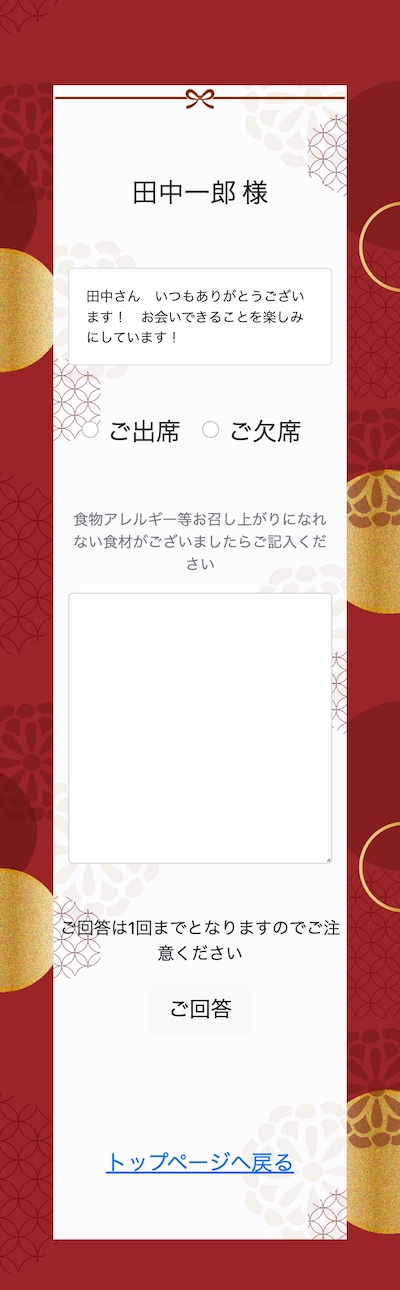 田中一郎 様
田中さん　いつもありがとうござい
ます！　お会いできることを楽しみ
にしています！
ご出席 ご欠席
食物アレルギー等お召し上がりになれ
ない食材がございましたらご記入くだ
さい
ご回答は1回までとなりますのでご注
意ください
ご回答
トップページへ戻る